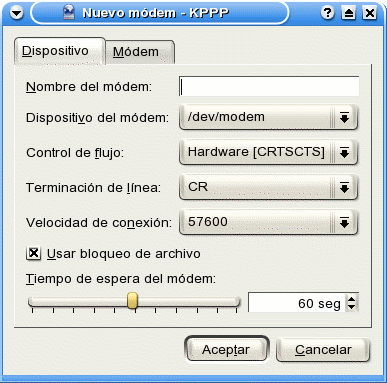 Nuevo módem - KPPP
Dispositivo Módem
Nombre del módem:
Dispositivo del módem: /dev/modem
Control de flujo: Hardware [CRTSCTS]
Terminación de línea: CR
Velocidad de conexión: 57600
Usar bloqueo de archivo
Tiempo de espera del módem:
60 seg
Aceptar Cancelar